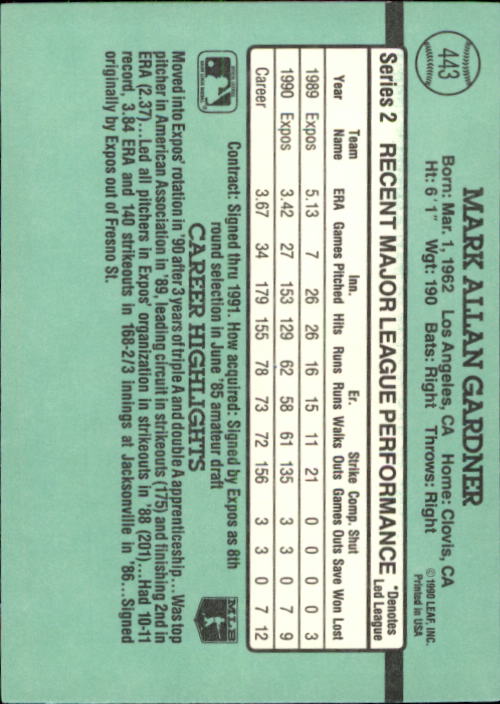 443
MARK ALLAN GARDNER
Born: Mar. 1, 1962 Los Angeles, CA Home: Clovis, CA
Ht: 6'1" Wgt: 190 Bats: Right Throws: Right
© 1990 LEAF, INC.
Printed in USA
Series 2 RECENT MAJOR LEAGUE PERFORMANCE *Denotes Led League
Team Inn. Er. Strike Comp. Shut
Year Name ERA Games Pitched Hits Runs Runs Walks Outs Games Outs Save Won Lost
1989 Expos 5.13 7 26 26 16 15 11 21 0 0 0 0 3
1990 Expos 3.42 27 153 129 62 58 61 135 3 3 0 7 9
Career 3.67 34 179 155 78 73 72 156 3 3 0 7 12
Contract: Signed thru 1991. How acquired: Signed by Expos as 8th
round selection in June '85 amateur draft
MLB
CAREER HIGHLIGHTS
Moved into Expos' rotation in '90 after 3 years of triple A and double A apprenticeship...Was top
pitcher in American Association in '89, leading circuit in strikeouts (175) and finishing 2nd in
ERA (2.37)...Led all pitchers in Expos' organization in strikeouts in '88 (201)...Had 10-11
record, 3.84 ERA and 140 strikeouts in 168-2/3 innings at Jacksonville in '86...Signed
originally by Expos out of Fresno St.